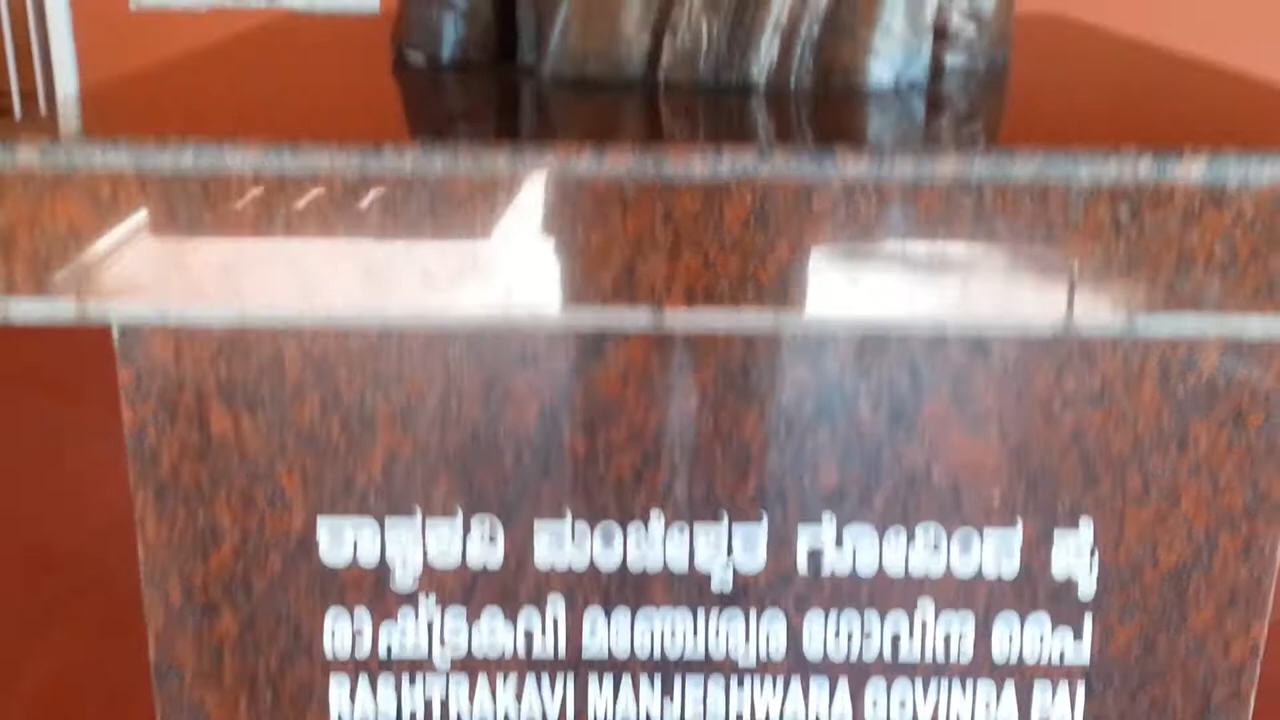 ರಾಷ್ಟ್ರಕವಿ ಮಂಜೇಶ್ವರ ಗೋವಿಂದ ಪೈ
രാഷ്ട്രകവി മഞ്ചേശ്വര ഗോവിന്ദ പൈ
RASHTRAKAVI MANJESHWARA GOVINDA PAI